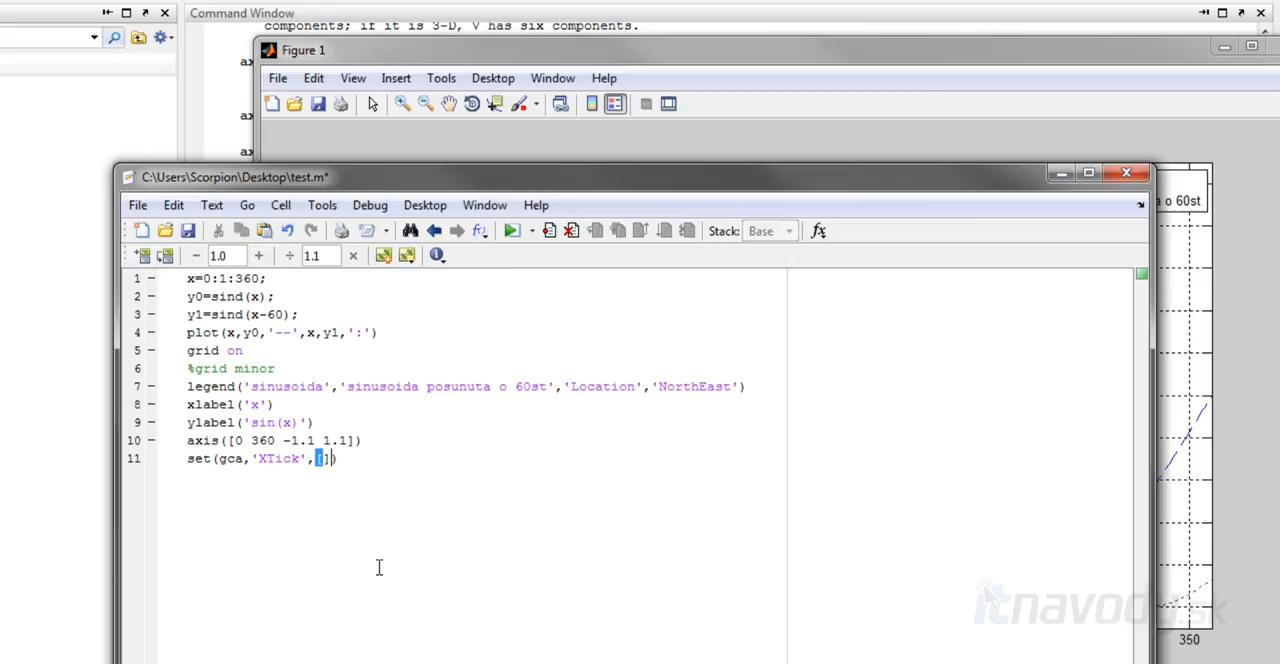 Command Window
components; if it is 3-D, V has six components.
ax
Figure 1
File Edit View Insert Tools Desktop Window Help
ax
ax
C:\Users\Scorpion\Desktop\test.m*
File Edit Text Go Cell Tools Debug Desktop Window Help
Stack: Base fx
− 1.0 + ÷ 1.1 ×
a o 60st
1 − x=0:1:360;
2 − y0=sind(x);
3 − y1=sind(x-60);
4 − plot(x,y0,'--',x,y1,':')
5 − grid on
6 %grid minor
7 − legend('sinusoida','sinusoida posunuta o 60st','Location','NorthEast')
8 − xlabel('x')
9 − ylabel('sin(x)')
10 − axis([0 360 -1.1 1.1])
11 set(gca,'XTick',[])
itnavody.sk
350